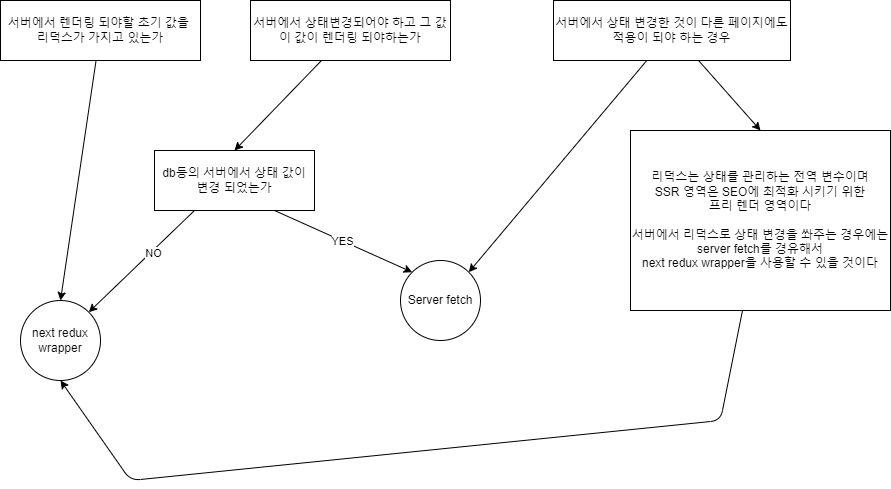 서버에서 렌더링 되야할 초기 값을
리덕스가 가지고 있는가
서버에서 상태변경되어야 하고 그 값
이 값이 렌더링 되야하는가
서버에서 상태 변경한 것이 다른 페이지에도
적용이 되야 하는 경우
db등의 서버에서 상태 값이
변경 되었는가
리덕스는 상태를 관리하는 전역 변수이며
SSR 영역은 SEO에 최적화 시키기 위한
프리 렌더 영역이다
서버에서 리덕스로 상태 변경을 쏴주는 경우에는
server fetch를 경유해서
next redux wrapper을 사용할 수 있을 것이다
NO
YES
Server fetch
next redux
wrapper